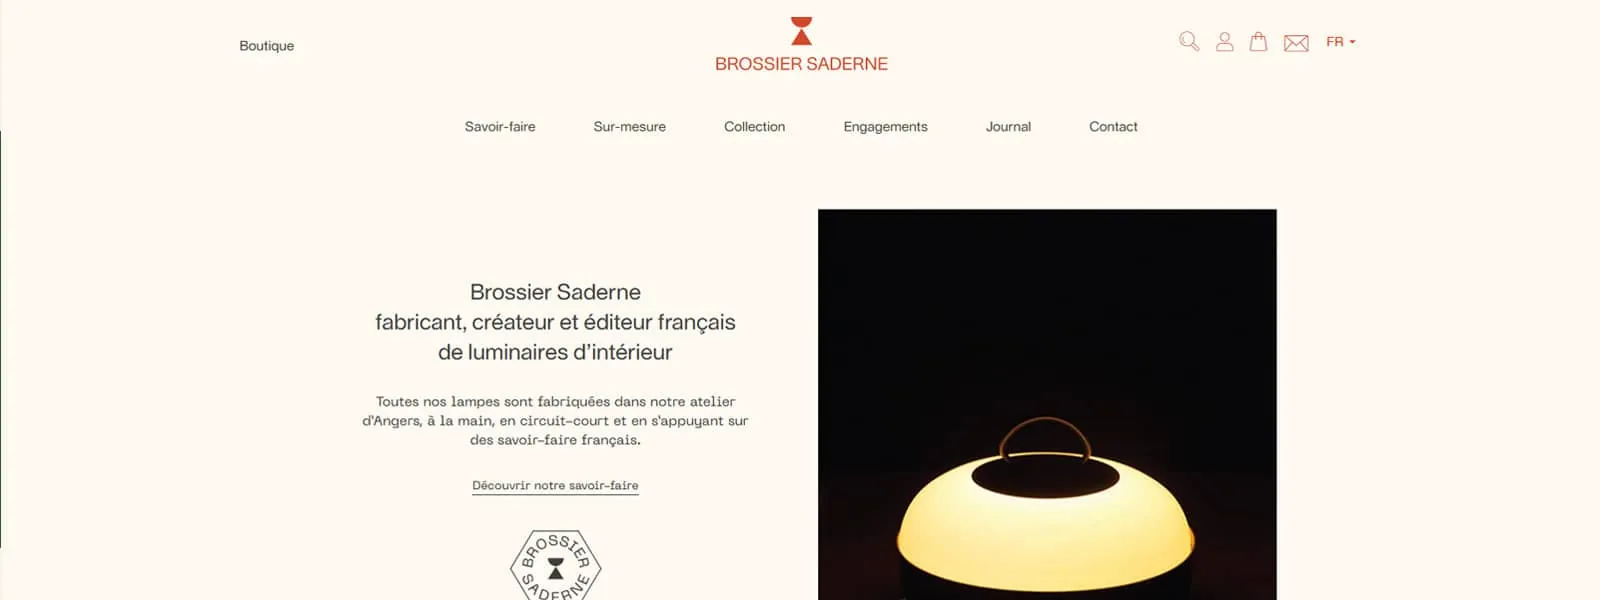 Boutique
BROSSIER SADERNE
FR
Savoir-faire
Sur-mesure
Collection
Engagements
Journal
Contact
Brossier Saderne
fabricant, créateur et éditeur français
de luminaires d’intérieur
Toutes nos lampes sont fabriquées dans notre atelier
d'Angers, à la main, en circuit-court et en s'appuyant sur
des savoir-faire français.
Découvrir notre savoir-faire
BROSSIER
SADERNE